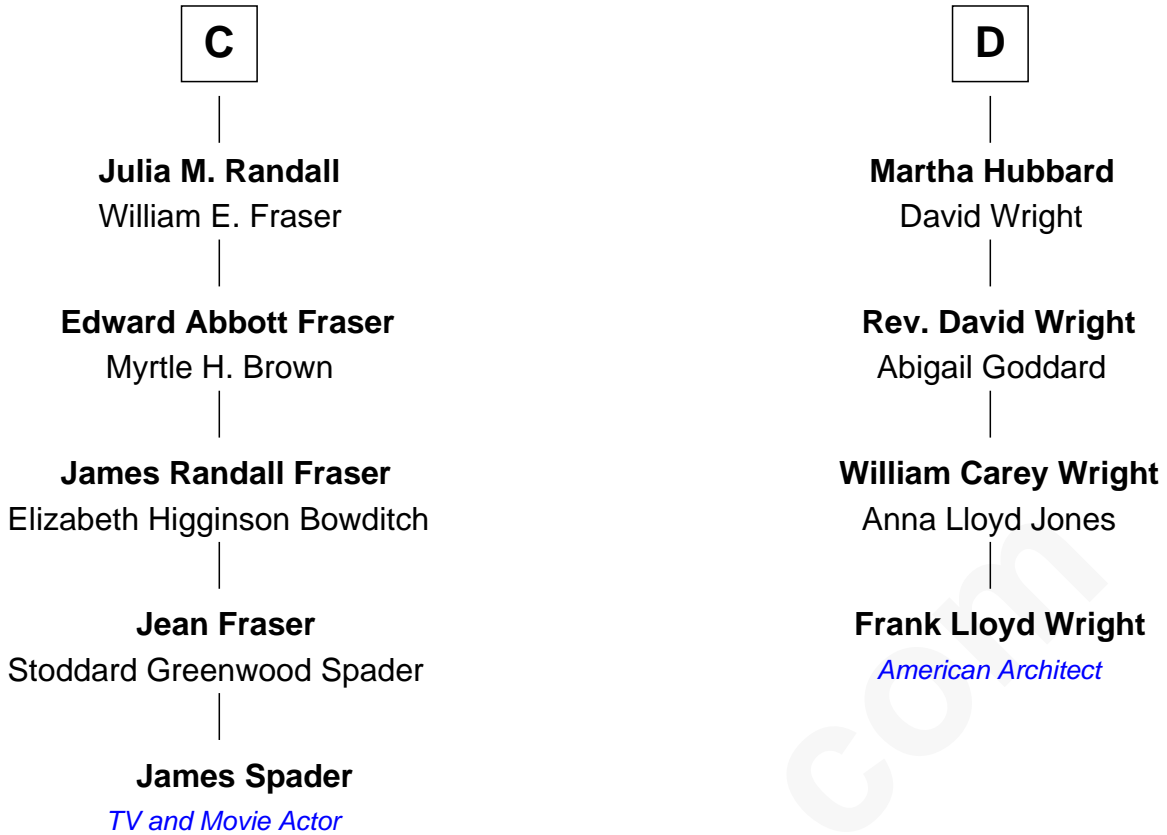 C
Julia M. Randall
William E. Fraser
Edward Abbott Fraser
Myrtle H. Brown
James Randall Fraser
Elizabeth Higginson Bowditch
Jean Fraser
Stoddard Greenwood Spader
James Spader
TV and Movie Actor
D
Martha Hubbard
David Wright
Rev. David Wright
Abigail Goddard
William Carey Wright
Anna Lloyd Jones
Frank Lloyd Wright
American Architect
com